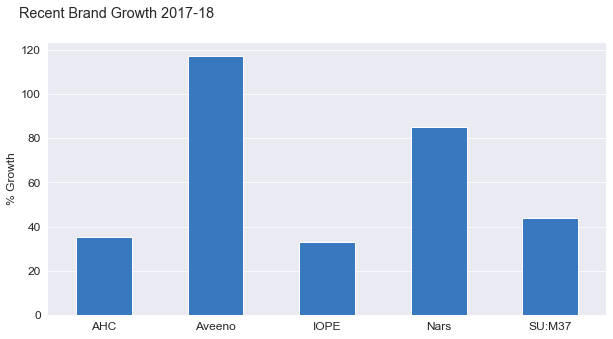 Recent Brand Growth 2017-18
120
100
80
60
40
20
0
% Growth
AHC
Aveeno
IOPE
Nars
SU:M37